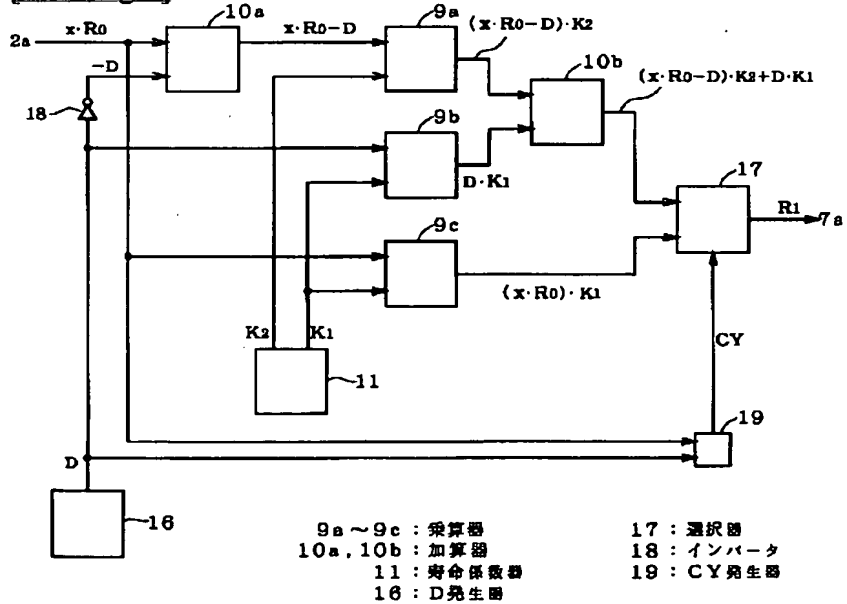 10a
9a
2a
x·R0
x·R0-D
(x·R0-D)·K2
-D
10b
(x·R0-D)·K2+D·K1
18
9b
17
D·K1
R1
7a
9c
(x·R0)·K1
K2
K1
CY
11
19
D
16
9a～9c：乗算器
10a,10b：加算器
11：寿命係数器
16：D発生器
17：選択器
18：インバータ
19：CY発生器